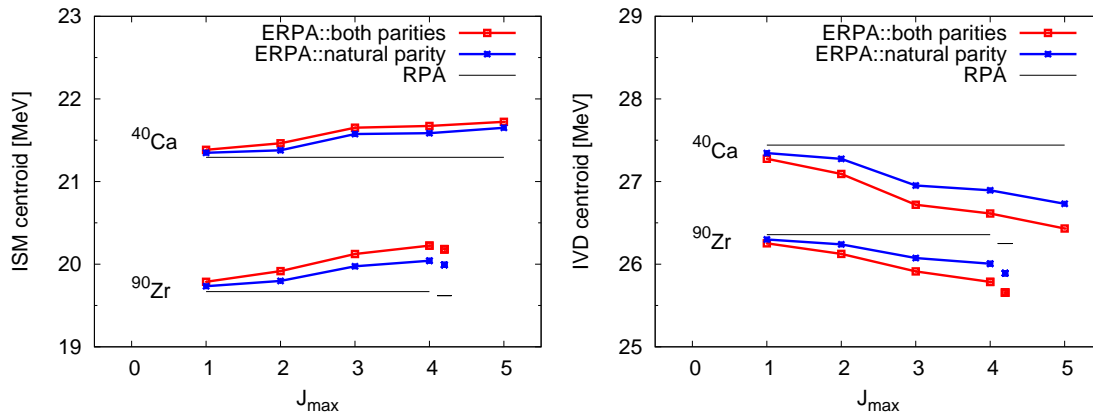 ERPA::both parities
ERPA::natural parity
RPA
ISM centroid [MeV]
23
22
21
20
19
⁴⁰Ca
⁹⁰Zr
0 1 2 3 4 5
J_max
ERPA::both parities
ERPA::natural parity
RPA
IVD centroid [MeV]
29
28
27
26
25
⁴⁰Ca
⁹⁰Zr
0 1 2 3 4 5
J_max